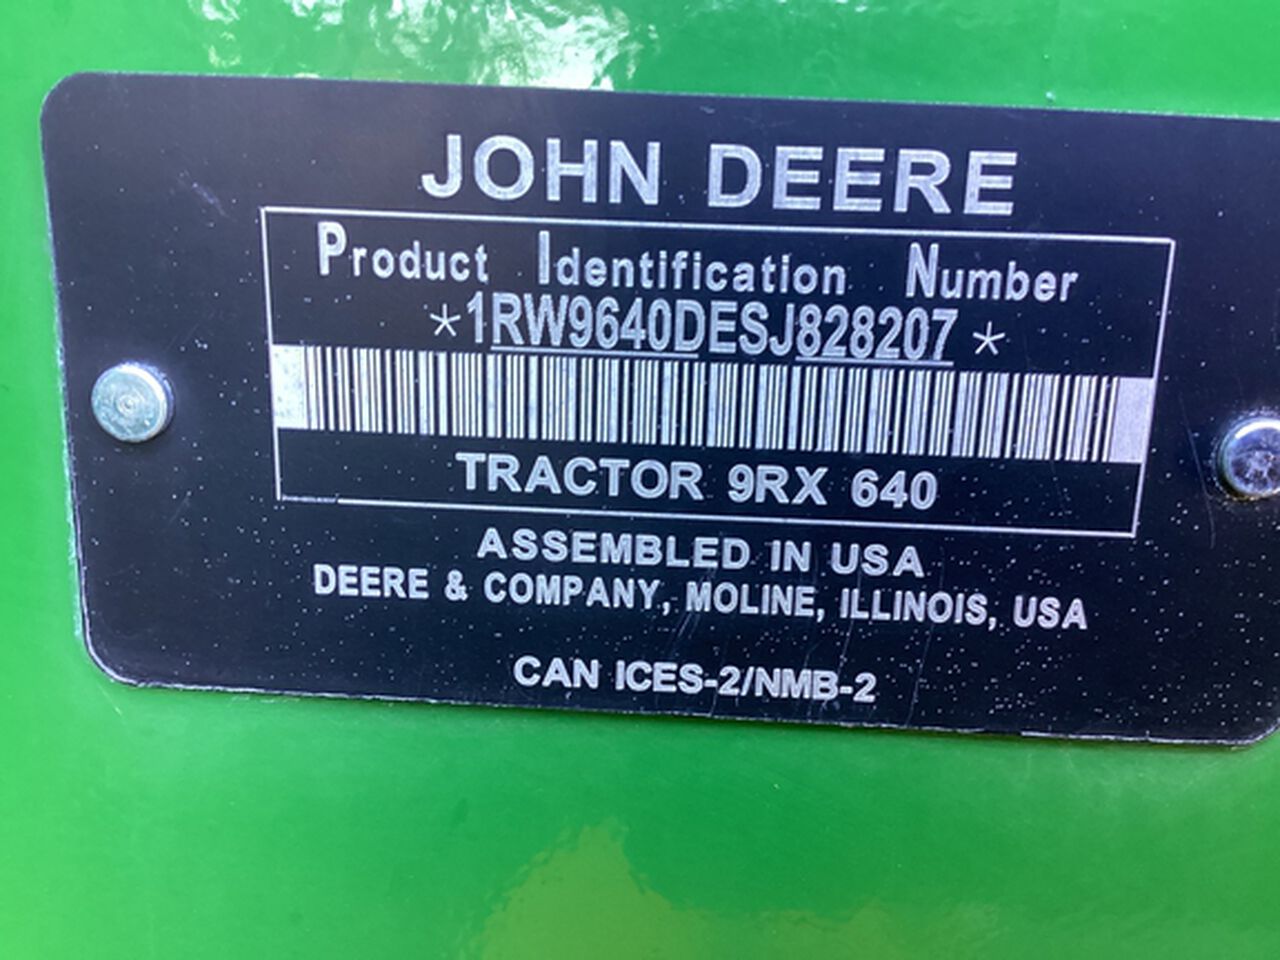 JOHN DEERE
Product Identification Number
*1RW9640DESJ828207*
TRACTOR 9RX 640
ASSEMBLED IN USA
DEERE & COMPANY, MOLINE, ILLINOIS, USA
CAN ICES-2/NMB-2